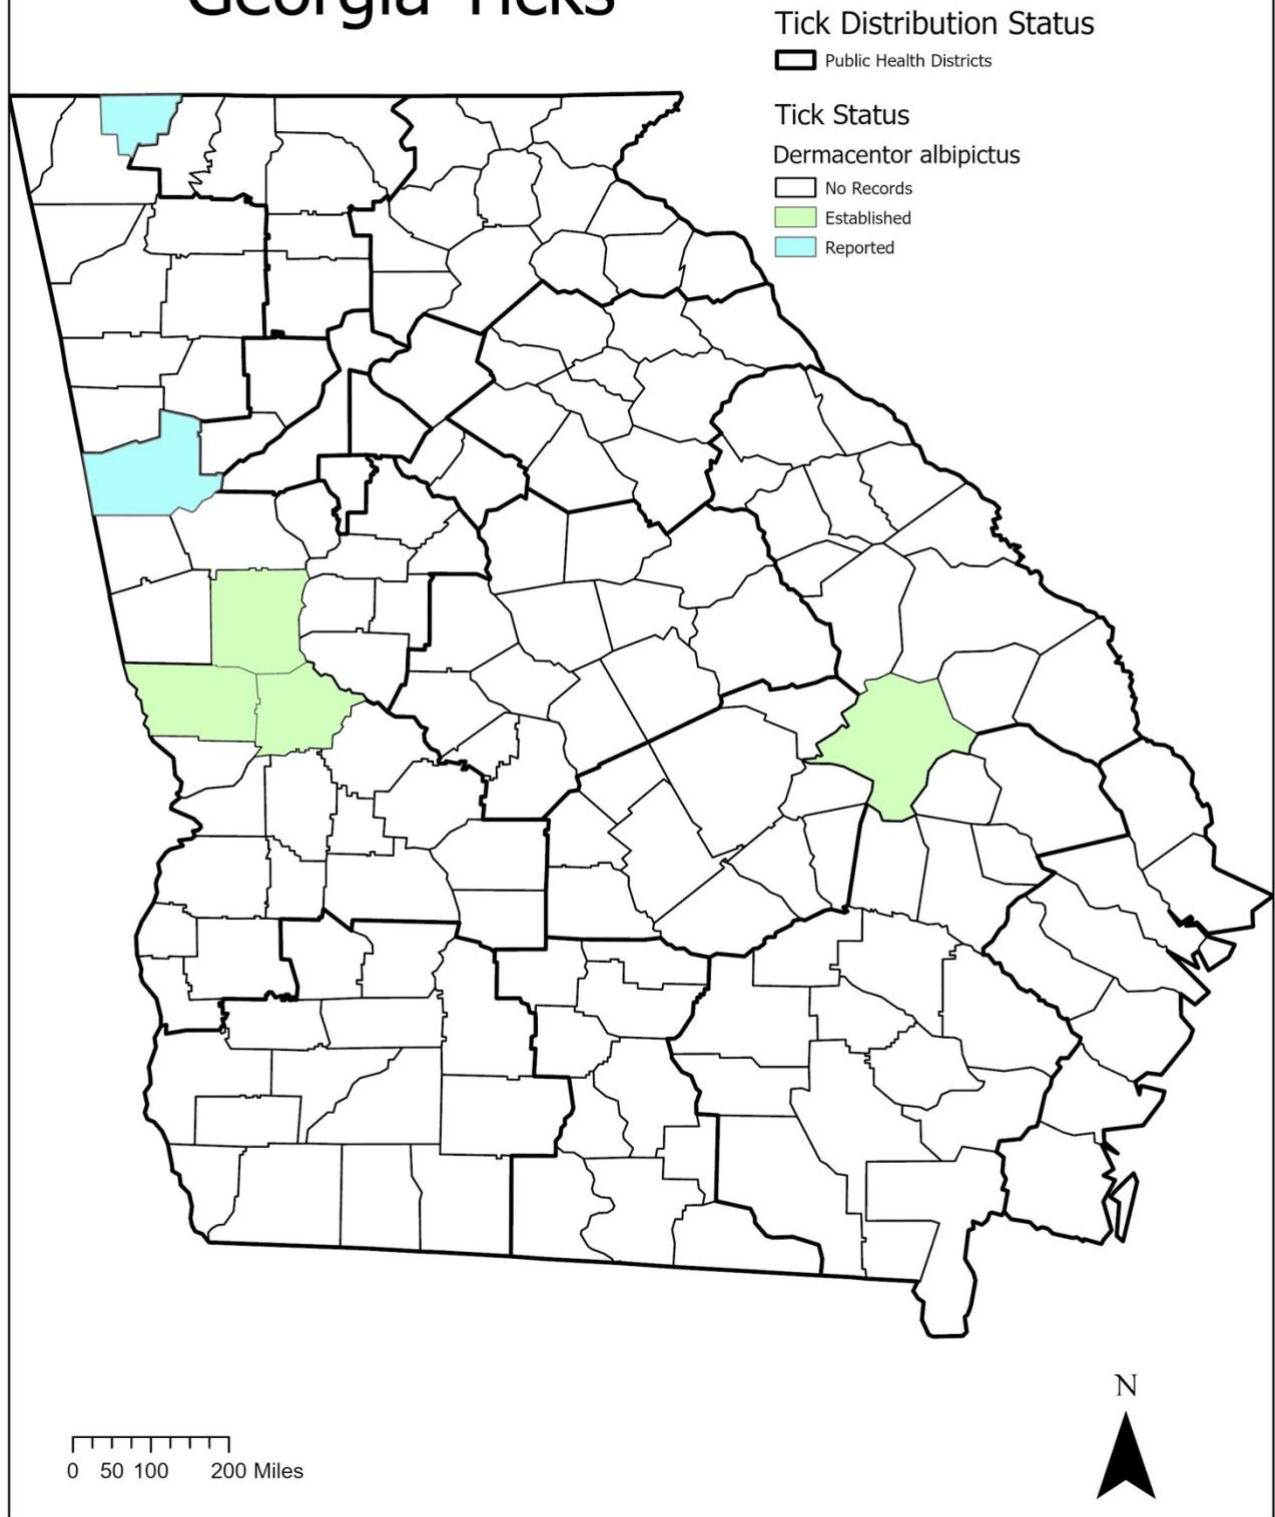 Georgia Ticks
Tick Distribution Status
Public Health Districts
Tick Status
Dermacentor albipictus
No Records
Established
Reported
N
0 50 100 200 Miles